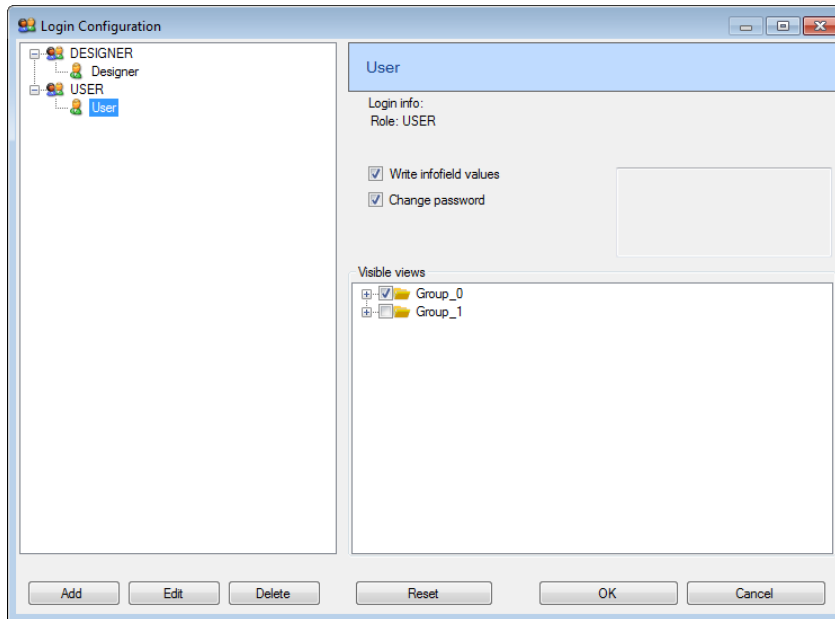 Login Configuration
DESIGNER
Designer
USER
User
User
Login info:
Role: USER
Write infofield values
Change password
Visible views
Group_0
Group_1
Add Edit Delete Reset OK Cancel